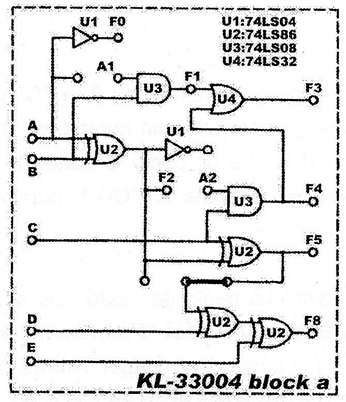 U1
F0
U1:74LS04
U2:74LS86
U3:74LS08
U4:74LS32
A1
U3
F1
U4
F3
A
B
U2
U1
F2
A2
U3
F4
C
U2
F5
D
U2
U2
F8
E
KL-33004 block a